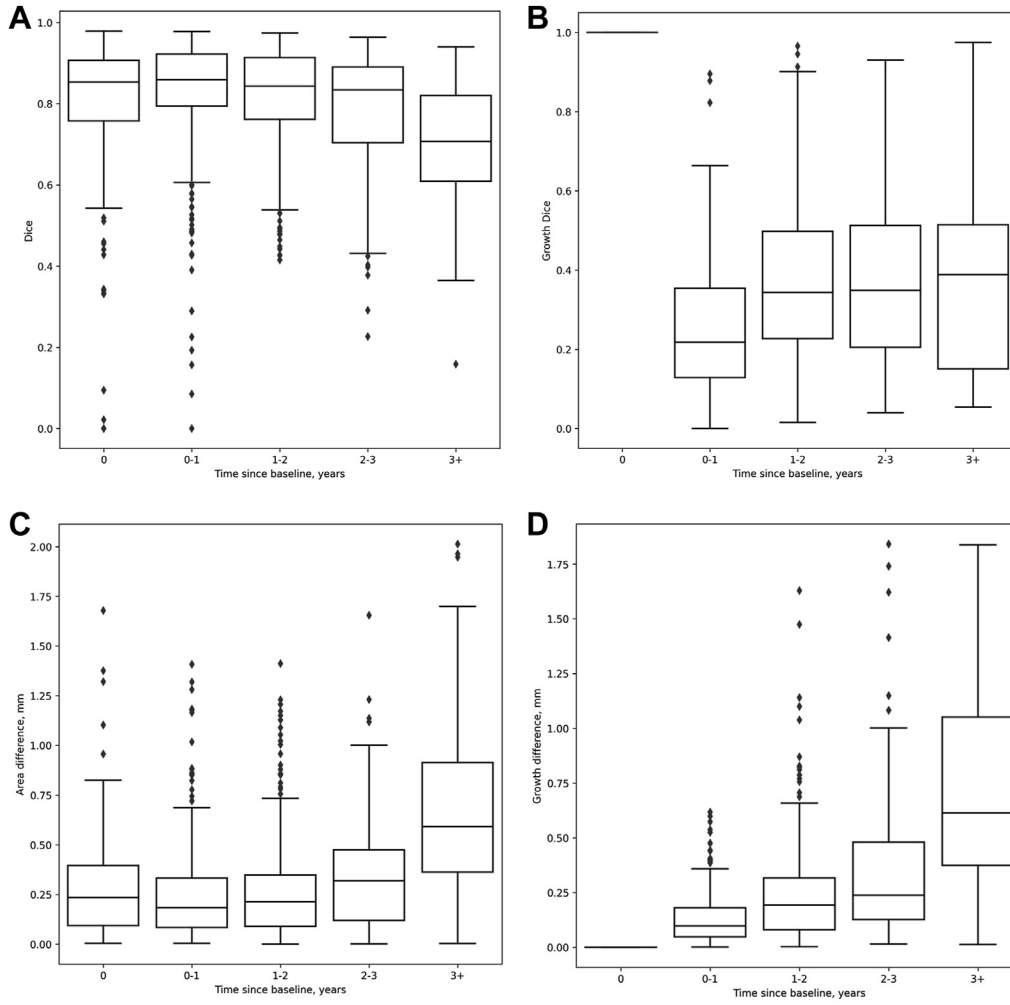 A
1.0
0.8
0.6
0.4
0.2
0.0
Dice
0 0-1 1-2 2-3 3+
Time since baseline, years
B
1.0
0.8
0.6
0.4
0.2
0.0
Growth Dice
0 0-1 1-2 2-3 3+
Time since baseline, years
C
2.00
1.75
1.50
1.25
1.00
0.75
0.50
0.25
0.00
Area difference, mm
0 0-1 1-2 2-3 3+
Time since baseline, years
D
1.75
1.50
1.25
1.00
0.75
0.50
0.25
0.00
Growth difference, mm
0 0-1 1-2 2-3 3+
Time since baseline, years